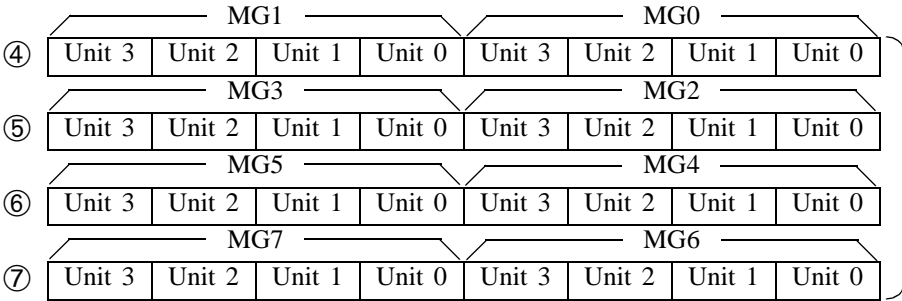 MG1 MG0
④ Unit 3 Unit 2 Unit 1 Unit 0 Unit 3 Unit 2 Unit 1 Unit 0
MG3 MG2
⑤ Unit 3 Unit 2 Unit 1 Unit 0 Unit 3 Unit 2 Unit 1 Unit 0
MG5 MG4
⑥ Unit 3 Unit 2 Unit 1 Unit 0 Unit 3 Unit 2 Unit 1 Unit 0
MG7 MG6
⑦ Unit 3 Unit 2 Unit 1 Unit 0 Unit 3 Unit 2 Unit 1 Unit 0